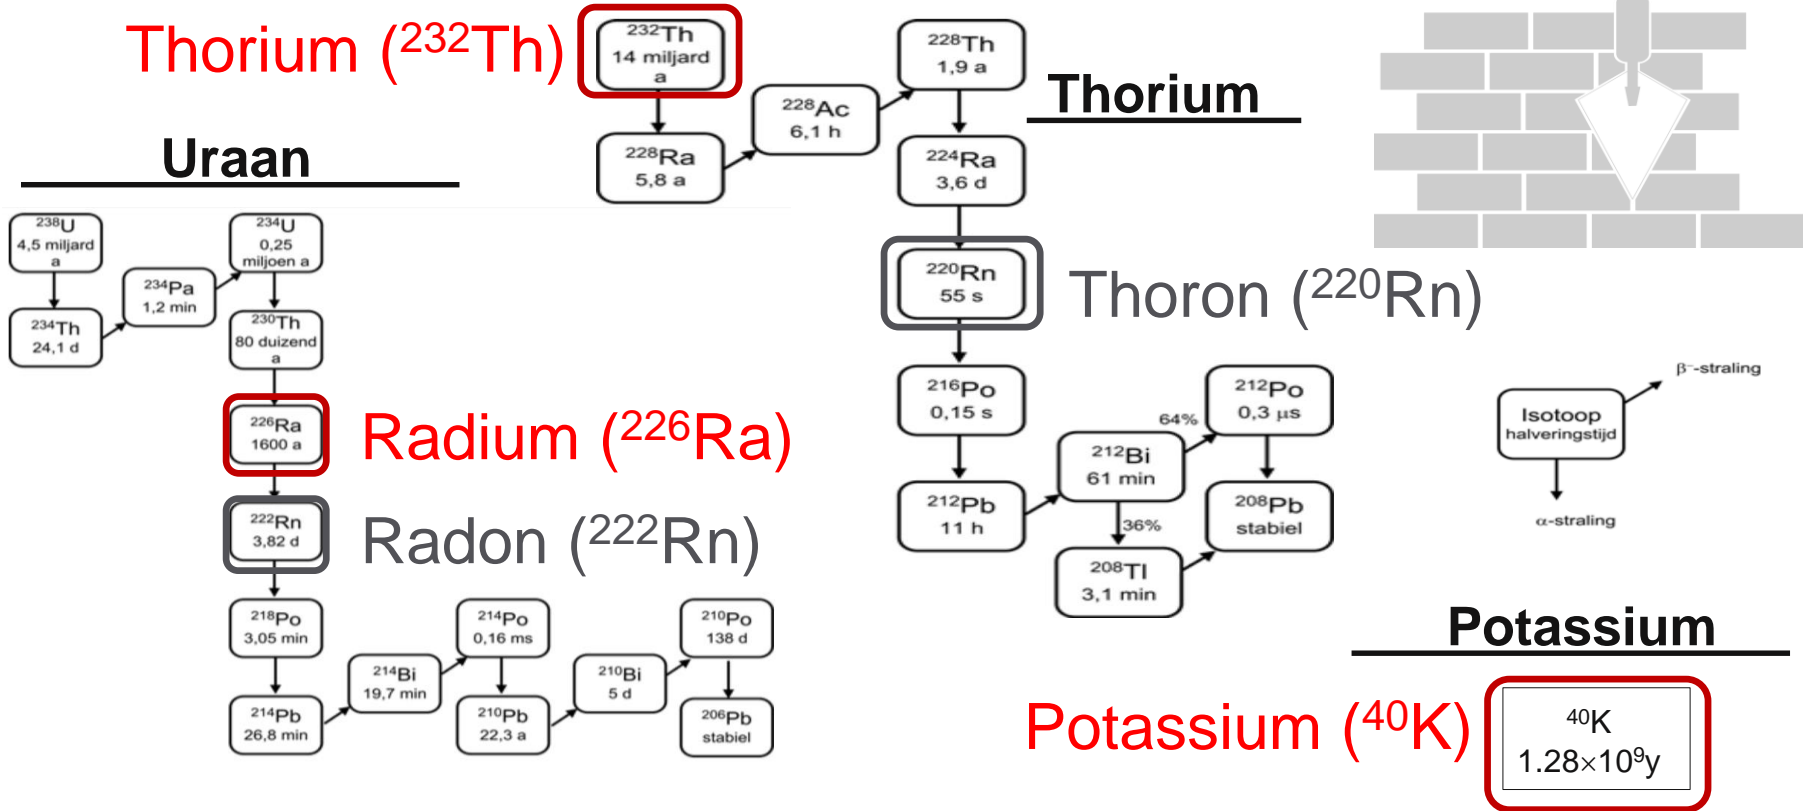 Thorium (²³²Th)
²³²Th
14 miljard
a
²²⁸Ra
5,8 a
²²⁸Ac
6,1 h
²²⁸Th
1,9 a
²²⁴Ra
3,6 d
Thorium
²²⁰Rn
55 s
Thoron (²²⁰Rn)
²¹⁶Po
0,15 s
²¹²Pb
11 h
²¹²Bi
61 min
64%
36%
²¹²Po
0,3 μs
²⁰⁸Pb
stabiel
²⁰⁸Tl
3,1 min
Uraan
²³⁸U
4,5 miljard
a
²³⁴Th
24,1 d
²³⁴Pa
1,2 min
²³⁴U
0,25
miljoen a
²³⁰Th
80 duizend
a
²²⁶Ra
1600 a
Radium (²²⁶Ra)
²²²Rn
3,82 d
Radon (²²²Rn)
²¹⁸Po
3,05 min
²¹⁴Pb
26,8 min
²¹⁴Bi
19,7 min
²¹⁴Po
0,16 ms
²¹⁰Pb
22,3 a
²¹⁰Bi
5 d
²¹⁰Po
138 d
²⁰⁶Pb
stabiel
β⁻-straling
Isotoop
halveringstijd
α-straling
Potassium
Potassium (⁴⁰K)
⁴⁰K
1.28×10⁹y